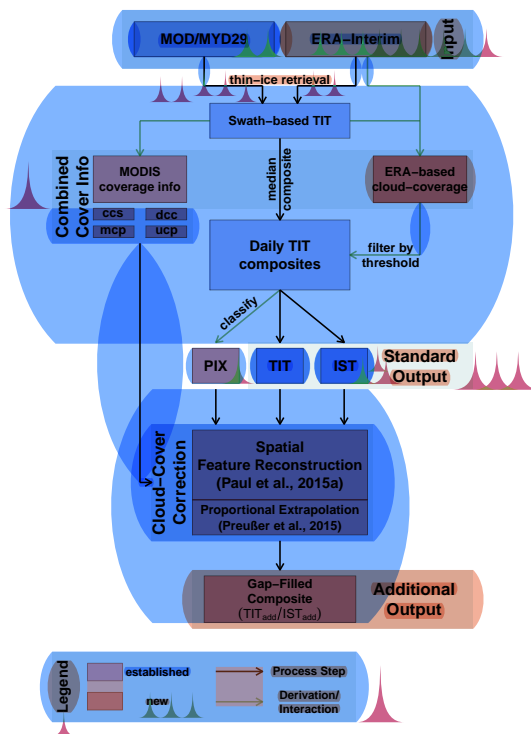 MOD/MYD29
ERA-Interim
Input
thin-ice retrieval
Swath-based TIT
Combined
Cover Info
MODIS
coverage info
ccs
dcc
mcp
ucp
median
composite
ERA-based
cloud-coverage
Daily TIT
composites
filter by
threshold
classify
PIX
TIT
IST
Standard
Output
Cloud-Cover
Correction
Spatial
Feature Reconstruction
(Paul et al., 2015a)
Proportional Extrapolation
(Preußer et al., 2015)
Gap-Filled
Composite
(TITadd/ISTadd)
Additional
Output
Legend
established
new
Process Step
Derivation/
Interaction